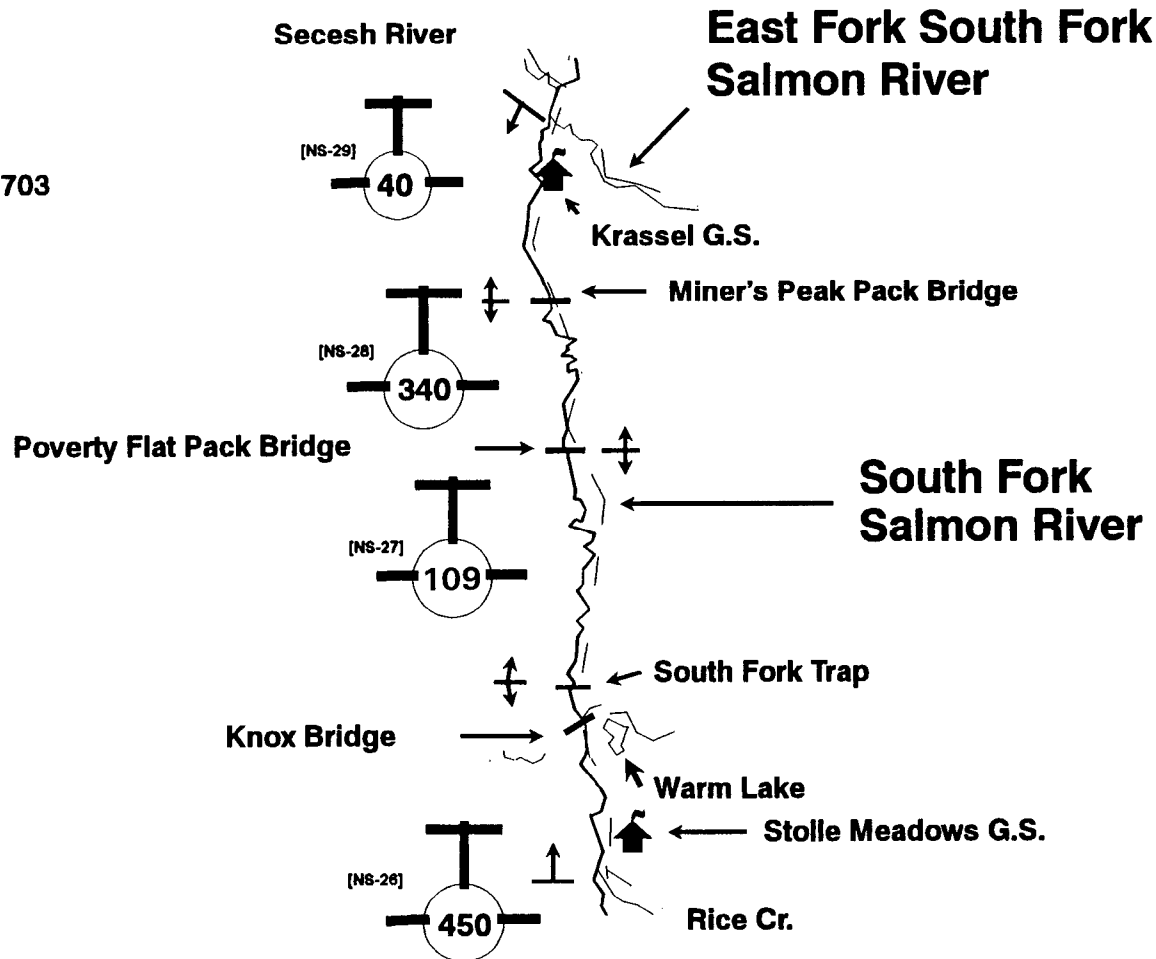 Secesh River
East Fork South Fork
Salmon River
[NS-29]
40
703
Krassel G.S.
Miner's Peak Pack Bridge
[NS-28]
340
Poverty Flat Pack Bridge
South Fork
Salmon River
[NS-27]
109
South Fork Trap
Knox Bridge
Warm Lake
Stolle Meadows G.S.
[NS-26]
450
Rice Cr.